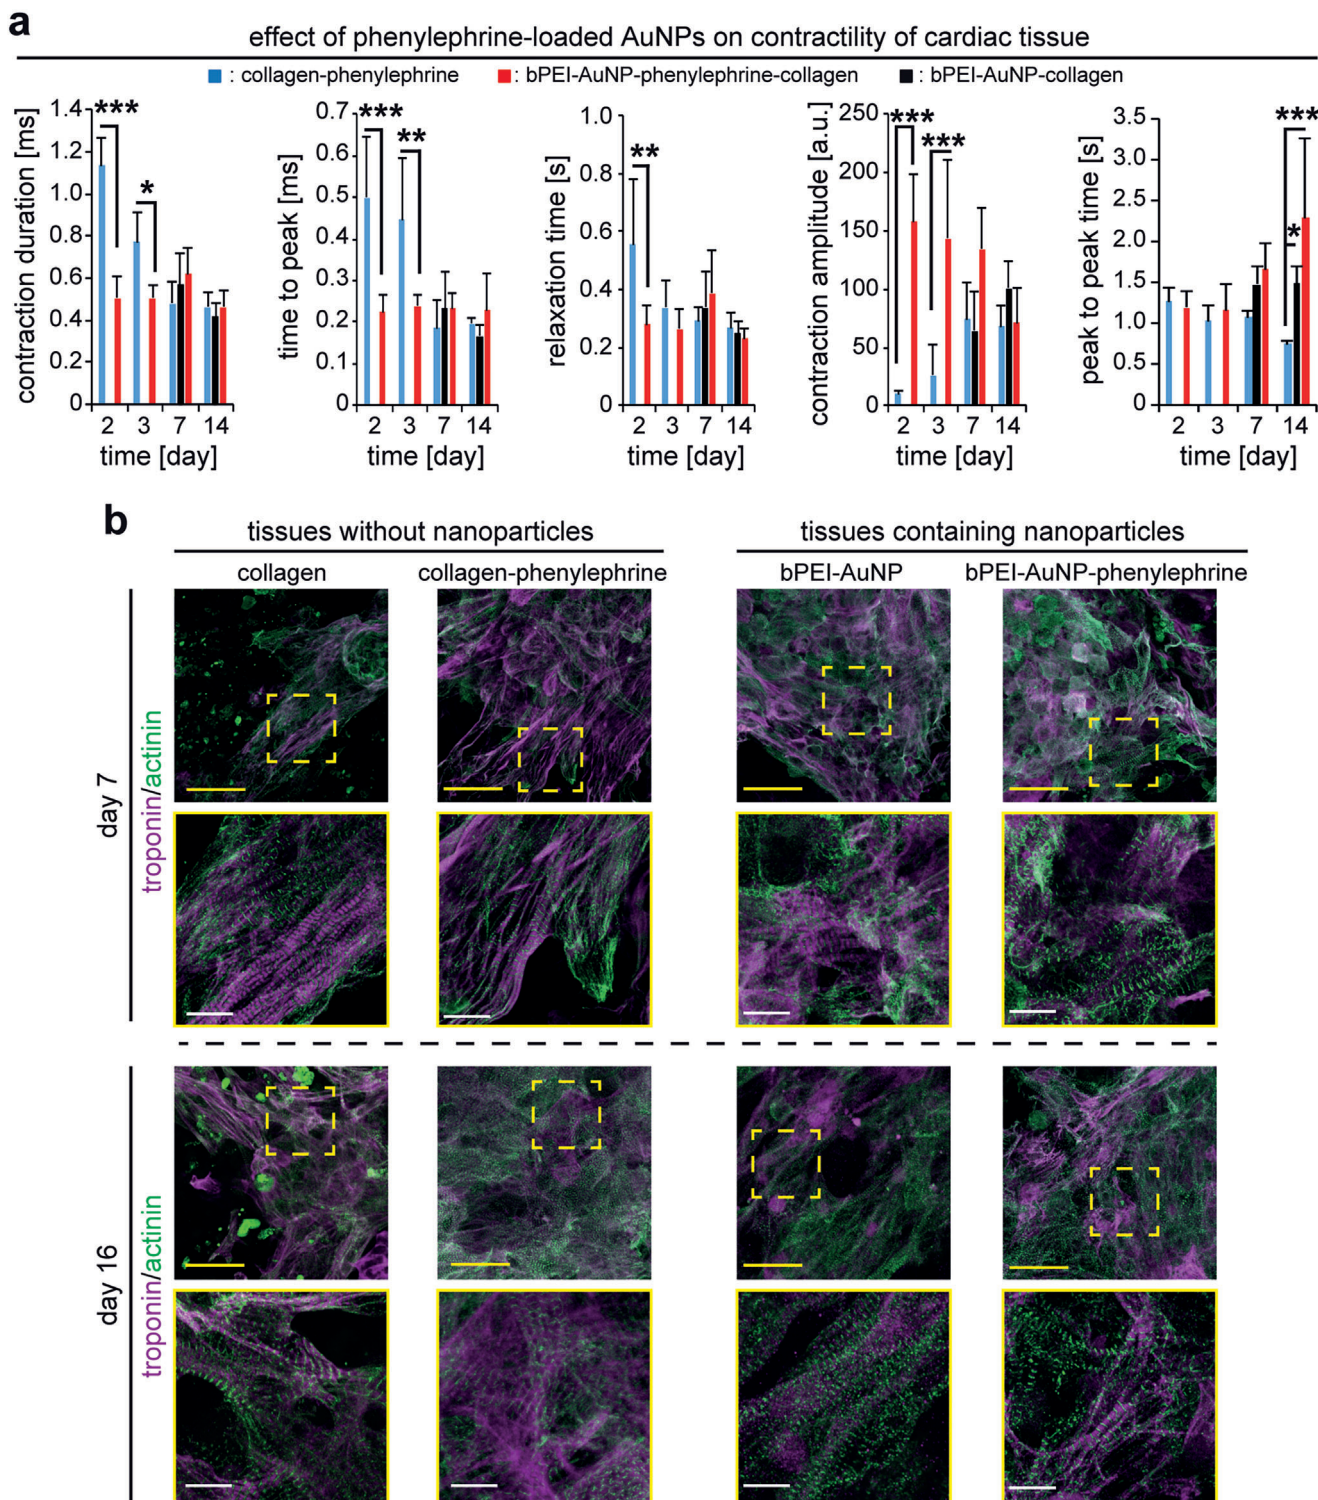 a
effect of phenylephrine-loaded AuNPs on contractility of cardiac tissue
: collagen-phenylephrine : bPEI-AuNP-phenylephrine-collagen : bPEI-AuNP-collagen
contraction duration [ms]
1.4
1.2
1.0
0.8
0.6
0.4
0.2
0
***
*
2 3 7 14
time [day]
time to peak [ms]
0.7
0.6
0.5
0.4
0.3
0.2
0.1
0
***
**
2 3 7 14
time [day]
relaxation time [s]
1.0
0.8
0.6
0.4
0.2
0
**
2 3 7 14
time [day]
contraction amplitude [a.u.]
250
200
150
100
50
0
***
***
2 3 7 14
time [day]
peak to peak time [s]
3.5
3.0
2.5
2.0
1.5
1.0
0.5
0
***
*
2 3 7 14
time [day]
b
tissues without nanoparticles
tissues containing nanoparticles
collagen
collagen-phenylephrine
bPEI-AuNP
bPEI-AuNP-phenylephrine
day 7
troponin/actinin
day 16
troponin/actinin